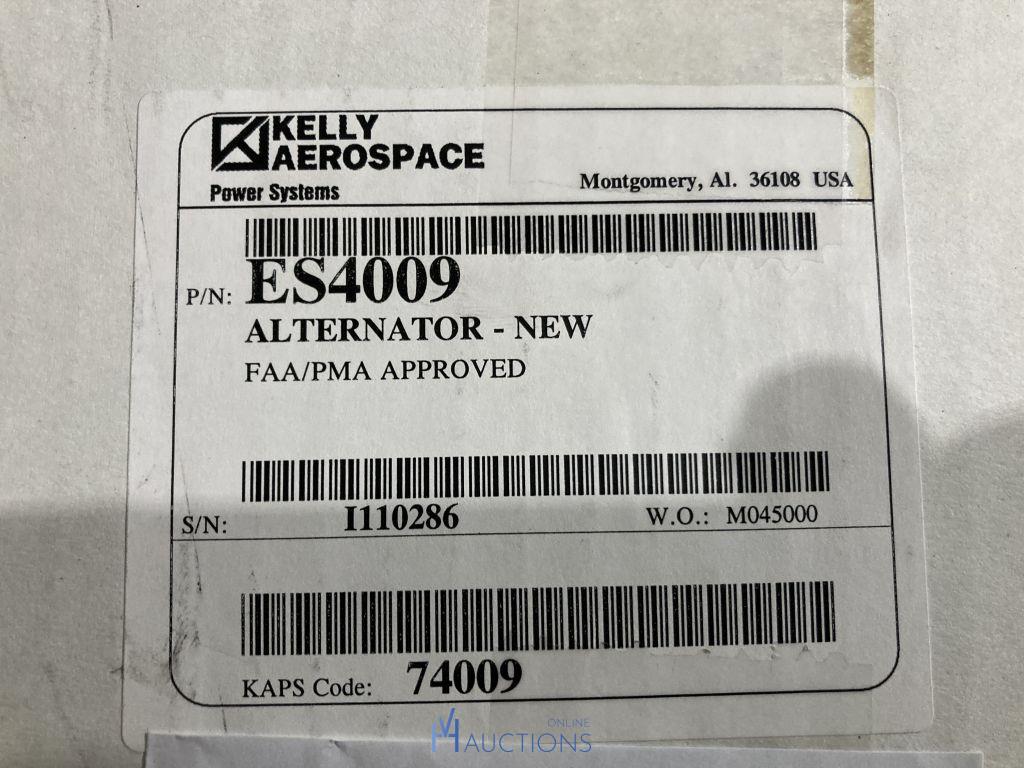 KELLY
AEROSPACE
Power Systems
Montgomery, Al. 36108 USA
P/N: ES4009
ALTERNATOR - NEW
FAA/PMA APPROVED
S/N: I110286 W.O.: M045000
KAPS Code: 74009
ONLINE
AUCTIONS